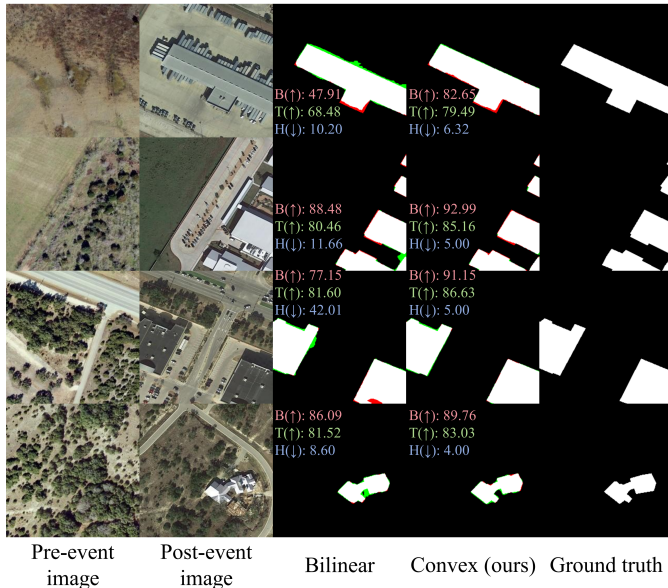 B(↑): 47.91
T(↑): 68.48
H(↓): 10.20
B(↑): 82.65
T(↑): 79.49
H(↓): 6.32
B(↑): 88.48
T(↑): 80.46
H(↓): 11.66
B(↑): 92.99
T(↑): 85.16
H(↓): 5.00
B(↑): 77.15
T(↑): 81.60
H(↓): 42.01
B(↑): 91.15
T(↑): 86.63
H(↓): 5.00
B(↑): 86.09
T(↑): 81.52
H(↓): 8.60
B(↑): 89.76
T(↑): 83.03
H(↓): 4.00
Pre-event
image
Post-event
image
Bilinear
Convex (ours)
Ground truth